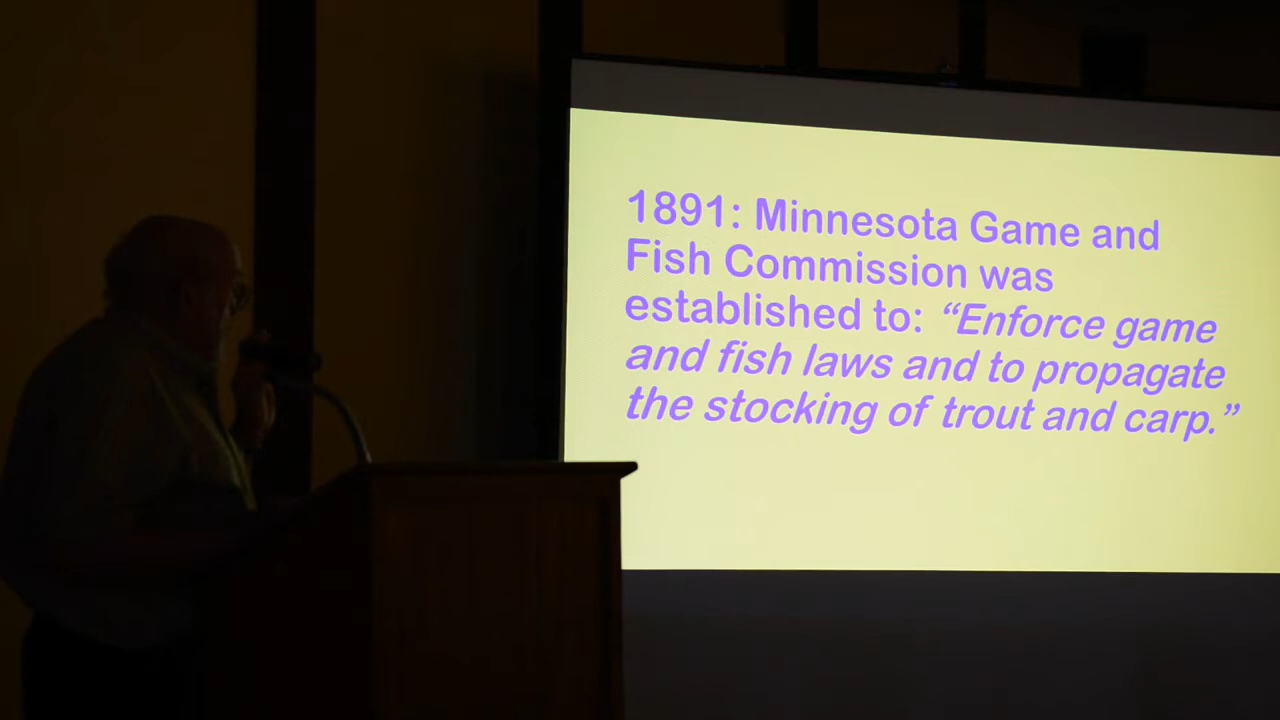 1891: Minnesota Game and
Fish Commission was
established to: “Enforce game
and fish laws and to propagate
the stocking of trout and carp.”